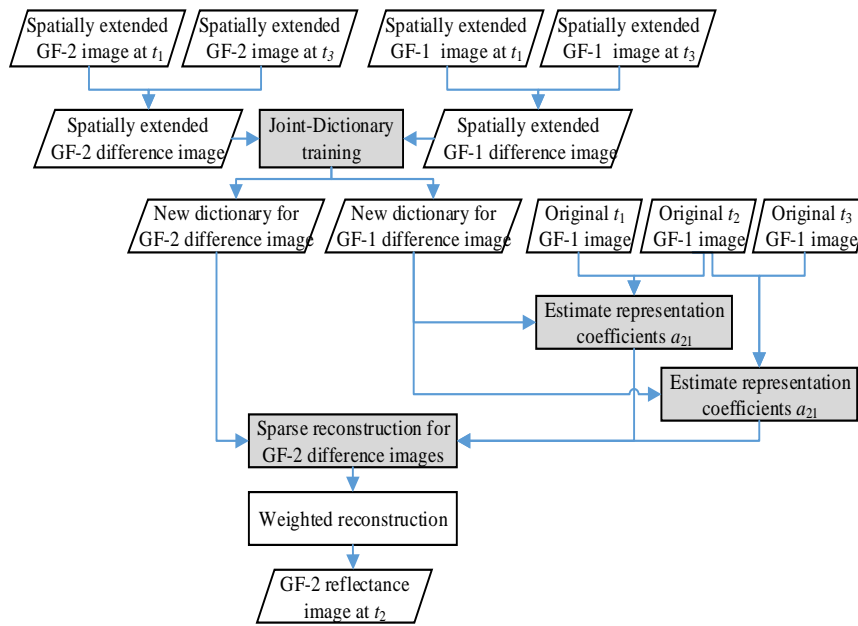 Spatially extended
GF-2 image at t1
Spatially extended
GF-2 image at t3
Spatially extended
GF-1 image at t1
Spatially extended
GF-1 image at t3
Spatially extended
GF-2 difference image
Joint-Dictionary
training
Spatially extended
GF-1 difference image
New dictionary for
GF-2 difference image
New dictionary for
GF-1 difference image
Original t1
GF-1 image
Original t2
GF-1 image
Original t3
GF-1 image
Estimate representation
coefficients a21
Estimate representation
coefficients a21
Sparse reconstruction for
GF-2 difference images
Weighted reconstruction
GF-2 reflectance
image at t2